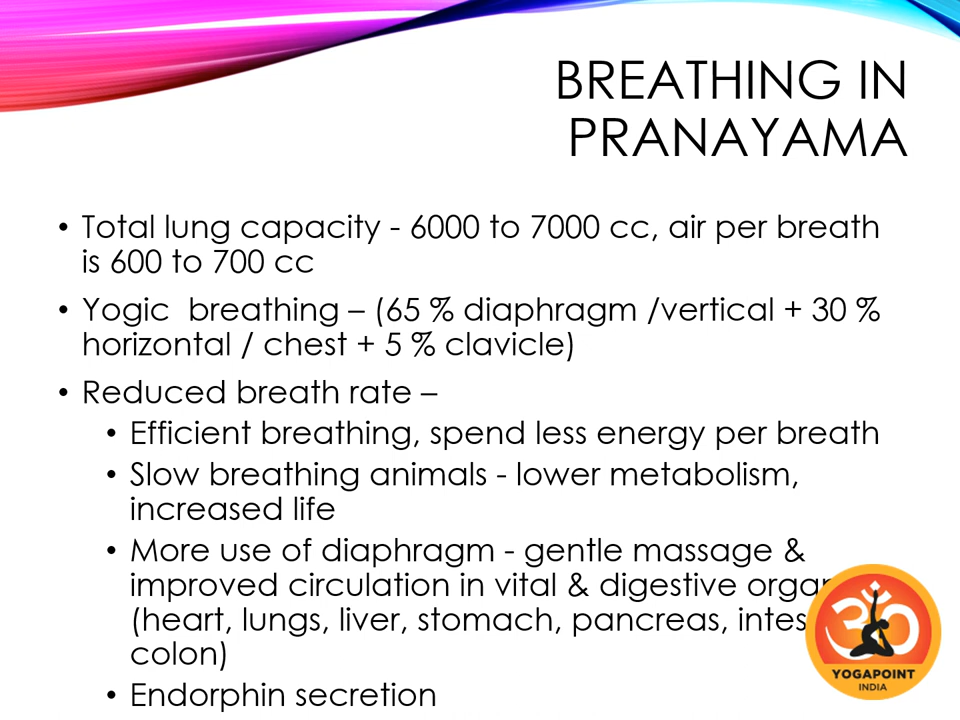 BREATHING IN
PRANAYAMA
• Total lung capacity - 6000 to 7000 cc, air per breath
is 600 to 700 cc
• Yogic  breathing – (65 % diaphragm /vertical + 30 %
horizontal / chest + 5 % clavicle)
• Reduced breath rate –
• Efficient breathing, spend less energy per breath
• Slow breathing animals - lower metabolism,
increased life
• More use of diaphragm - gentle massage &
improved circulation in vital & digestive
(heart, lungs, liver, stomach, pancreas,
colon)
• Endorphin secretion
ॐ
YOGAPOINT
INDIA